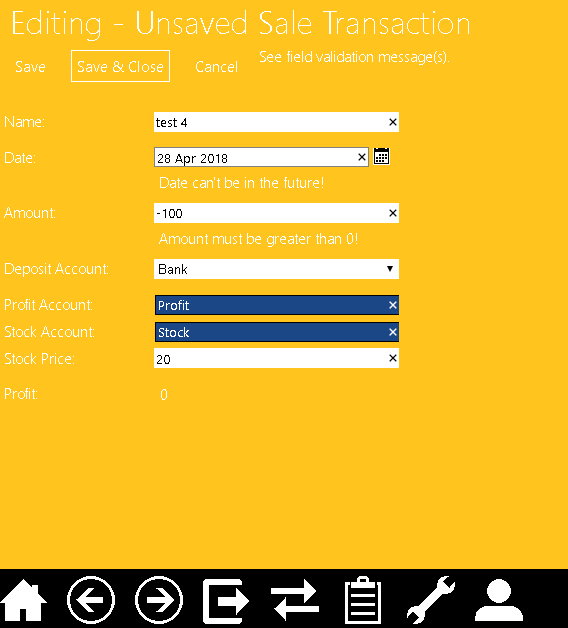 Editing - Unsaved Sale Transaction
Save Save & Close Cancel See field validation message(s).
Name: test 4
Date: 28 Apr 2018
Date can't be in the future!
Amount: -100
Amount must be greater than 0!
Deposit Account: Bank
Profit Account: Profit
Stock Account: Stock
Stock Price: 20
Profit: 0